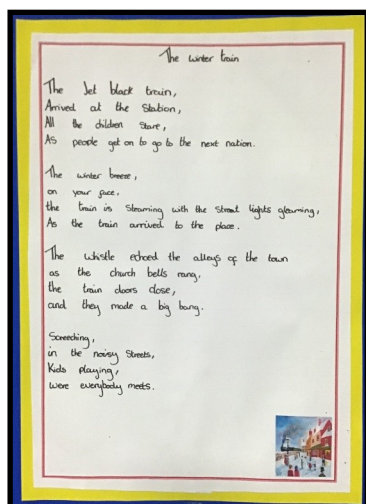 The winter train
The Jet black train,
Arrived at the Station,
All the children Stare,
As people get on to go to the next nation.
The winter breeze,
on your face,
the train is Steaming with the Street lights gleaming,
As the train arrived to the place.
The whistle echoed the alleys of the town
as the church bells rang,
the train doors close,
and they made a big bang.
Screeching,
in the noisy Streets,
Kids playing,
were everybody meets.